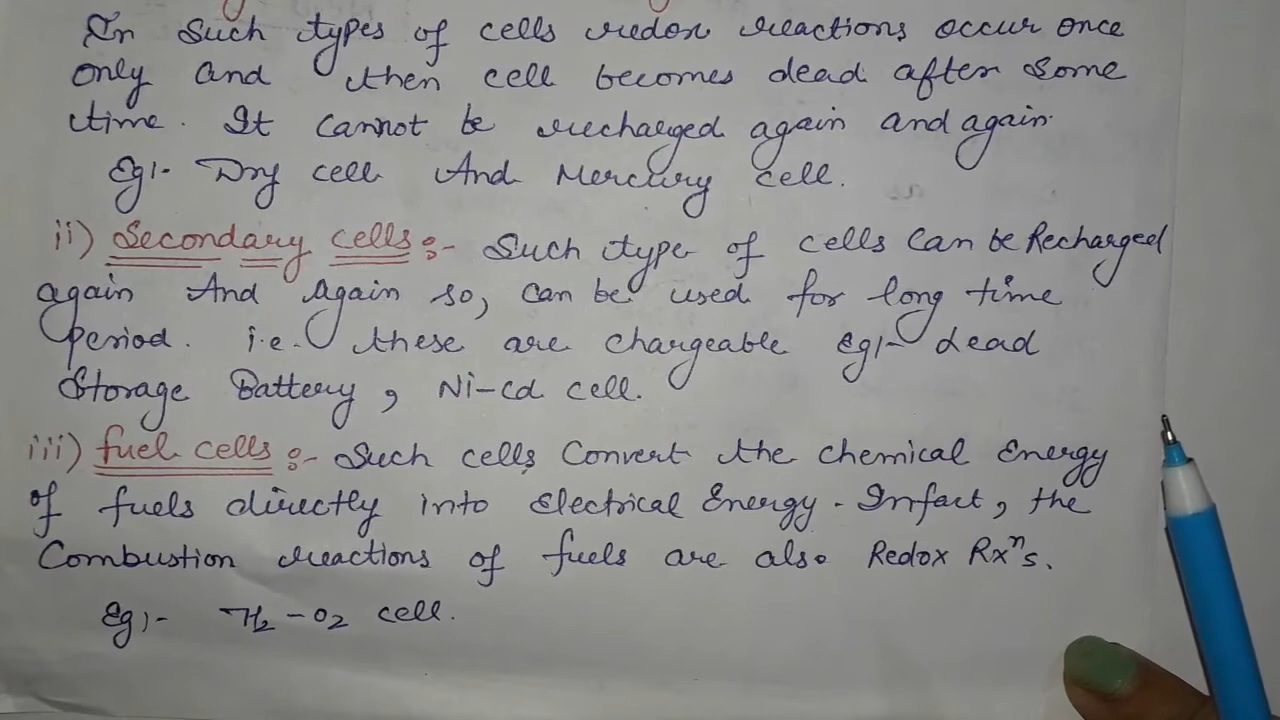 In such types of cells redox reactions occur once
only and then cell becomes dead after some
time. It cannot be recharged again and again.
Eg:- Dry cell And Mercury cell.
ii) Secondary cells :- Such type of cells can be Recharged
again And Again so, can be used for long time
period. i.e. these are chargeable Eg:- Lead
Storage Battery, Ni-Cd cell.
iii) fuel cells :- Such cells Convert the chemical Energy
of fuels directly into Electrical Energy. Infact, the
Combustion reactions of fuels are also Redox Rxⁿs.
Eg:- H₂-O₂ cell.